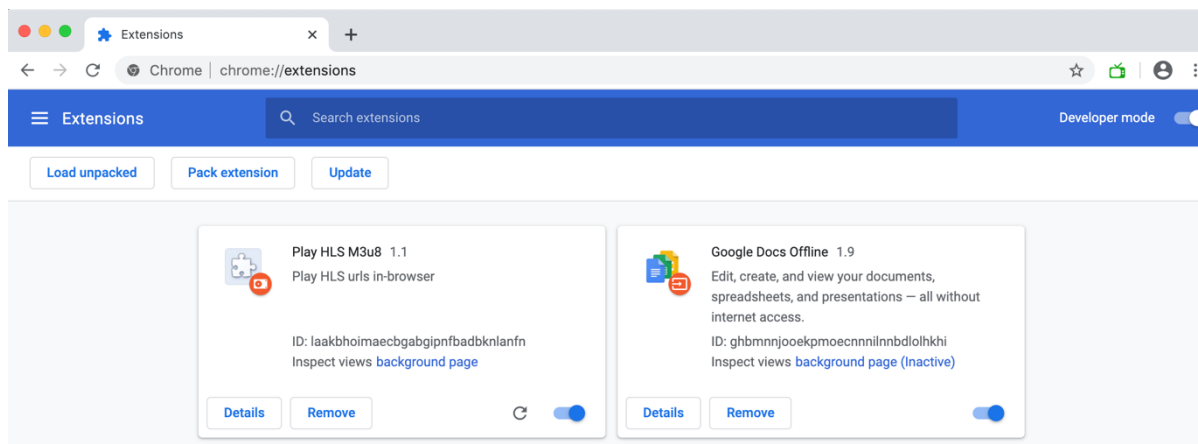 Extensions
Chrome | chrome://extensions
Extensions
Search extensions
Developer mode
Load unpacked
Pack extension
Update
Play HLS M3u8 1.1
Play HLS urls in-browser
ID: laakbhoimaecbgabgipnfbadbknlanfn
Inspect views background page
Details
Remove
Google Docs Offline 1.9
Edit, create, and view your documents,
spreadsheets, and presentations — all without
internet access.
ID: ghbmnnjooekpmoecnnnilnnbdlolhkhi
Inspect views background page (Inactive)
Details
Remove